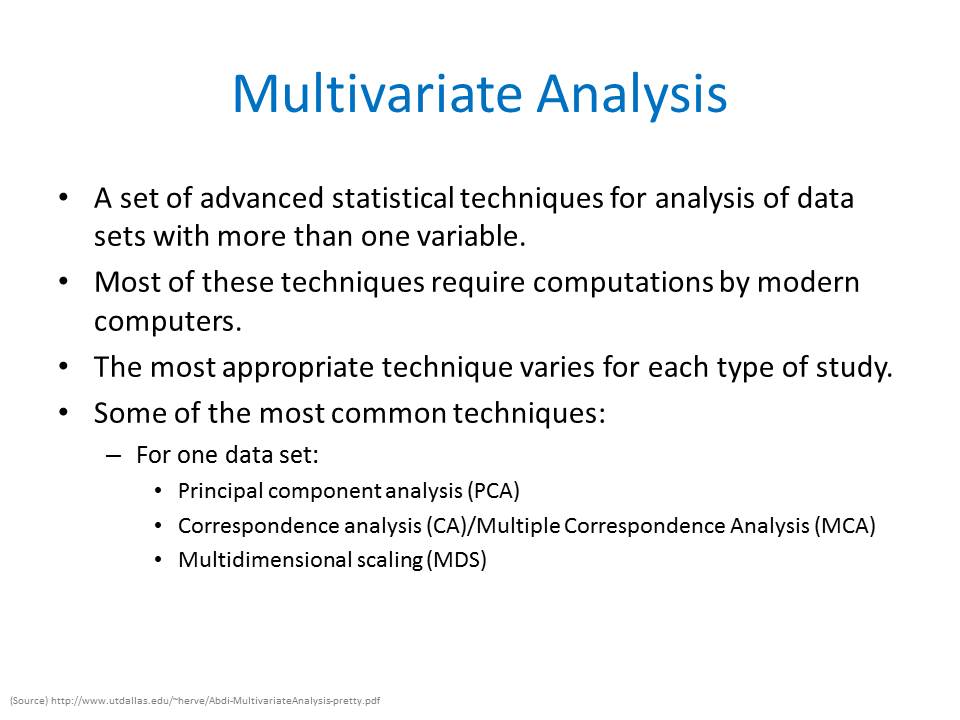 Multivariate Analysis
• A set of advanced statistical techniques for analysis of data
sets with more than one variable.
• Most of these techniques require computations by modern
computers.
• The most appropriate technique varies for each type of study.
• Some of the most common techniques:
– For one data set:
• Principal component analysis (PCA)
• Correspondence analysis (CA)/Multiple Correspondence Analysis (MCA)
• Multidimensional scaling (MDS)
(Source) http://www.utdallas.edu/~herve/Abdi-MultivariateAnalysis-pretty.pdf